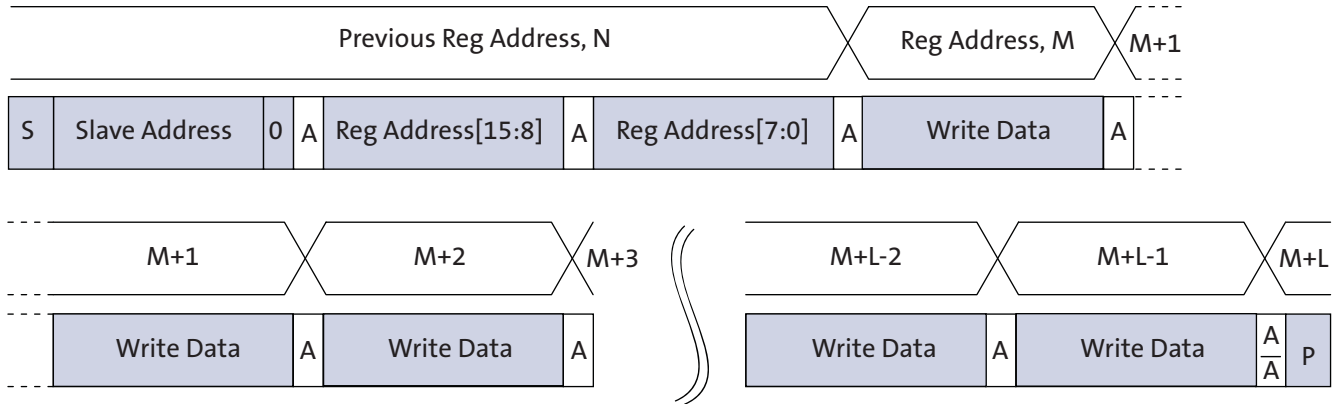 Previous Reg Address, N Reg Address, M M+1
S Slave Address 0 A Reg Address[15:8] A Reg Address[7:0] A Write Data A
M+1 M+2 M+3 M+L-2 M+L-1 M+L
Write Data A Write Data A Write Data A Write Data A/A̅ P